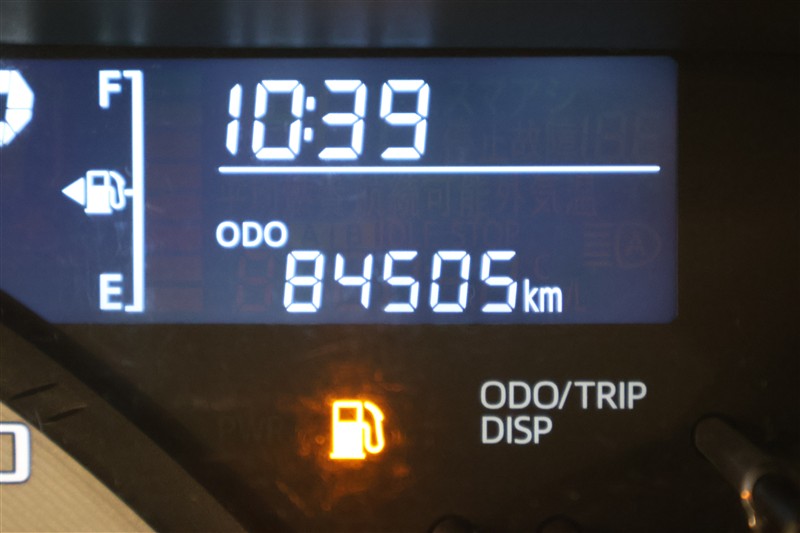 F
10:39
ODO
84505km
E
ODO/TRIP
DISP